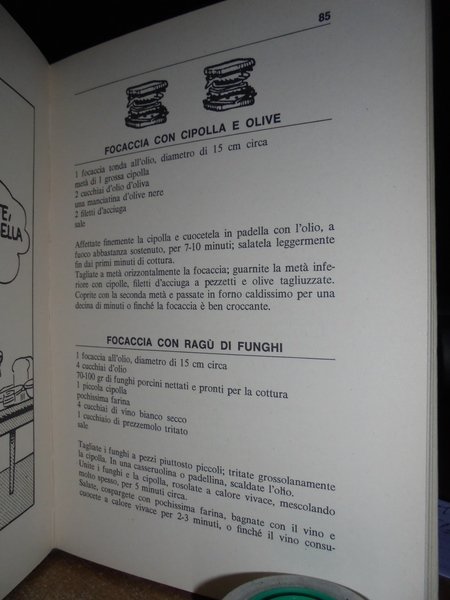 85
FOCACCIA CON CIPOLLA E OLIVE
1 focaccia tonda all'olio, diametro di 15 cm circa
metà di 1 grossa cipolla
2 cucchiai d'olio d'oliva
una manciatina d'olive nere
2 filetti d'acciuga
sale
Affettate finemente la cipolla e cuocetela in padella con l'olio, a
fuoco abbastanza sostenuto, per 7-10 minuti; salatela leggermente
fin dai primi minuti di cottura.
Tagliate a metà orizzontalmente la focaccia; guarnite la metà infe-
riore con cipolle, filetti d'acciuga a pezzetti e olive tagliuzzate.
Coprite con la seconda metà e passate in forno caldissimo per una
decina di minuti o finché la focaccia è ben croccante.
FOCACCIA CON RAGÙ DI FUNGHI
1 focaccia all'olio, diametro di 15 cm circa
4 cucchiai d'olio
70-100 gr di funghi porcini nettati e pronti per la cottura
1 piccola cipolla
pochissima farina
4 cucchiai di vino bianco secco
1 cucchiaio di prezzemolo tritato
sale
Tagliate i funghi a pezzi piuttosto piccoli; tritate grossolanamente
la cipolla. In una casseruolina o padellina, scaldate l'olio.
Unite i funghi e la cipolla, rosolate a calore vivace, mescolando
molto spesso, per 5 minuti circa.
Salate, cospargete con pochissima farina, bagnate con il vino e
cuocete a calore vivace per 2-3 minuti, o finché il vino consu-